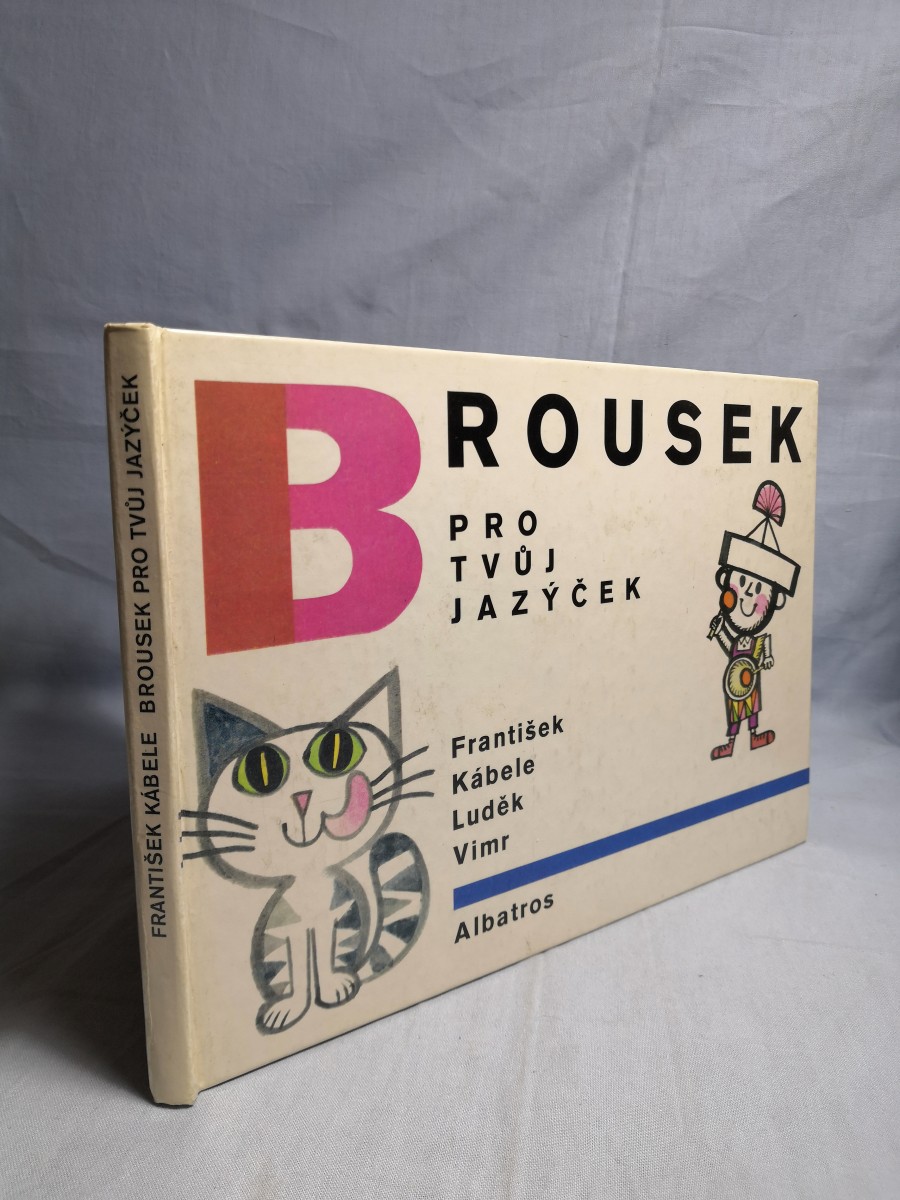 FRANTIŠEK KÁBELE BROUSEK PRO TVŮJ JAZÝČEK
BROUSEK
PRO
TVŮJ
JAZÝČEK
František
Kábele
Luděk
Vimr
Albatros